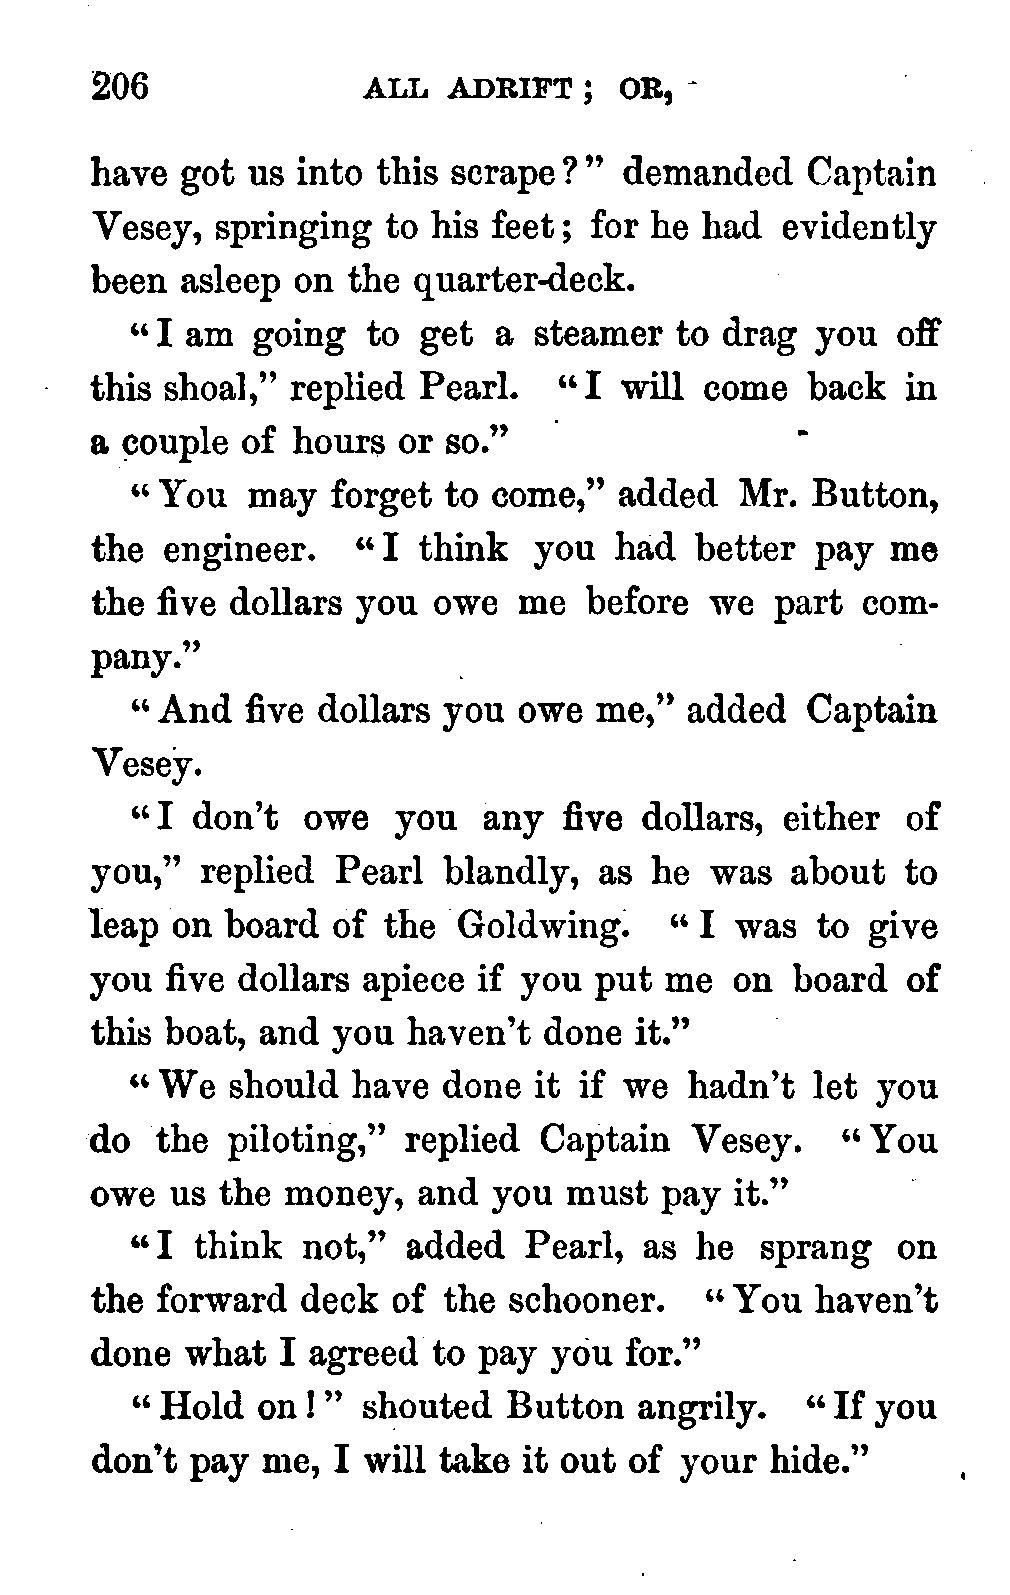 206 ALL ADRIFT; OR,
have got us into this scrape?" demanded Captain
Vesey, springing to his feet; for he had evidently
been asleep on the quarter-deck.
"I am going to get a steamer to drag you off
this shoal," replied Pearl. "I will come back in
a couple of hours or so."
"You may forget to come," added Mr. Button,
the engineer. "I think you had better pay me
the five dollars you owe me before we part com-
pany."
"And five dollars you owe me," added Captain
Vesey.
"I don't owe you any five dollars, either of
you," replied Pearl blandly, as he was about to
leap on board of the Goldwing. "I was to give
you five dollars apiece if you put me on board of
this boat, and you haven't done it."
"We should have done it if we hadn't let you
do the piloting," replied Captain Vesey. "You
owe us the money, and you must pay it."
"I think not," added Pearl, as he sprang on
the forward deck of the schooner. "You haven't
done what I agreed to pay you for."
"Hold on!" shouted Button angrily. "If you
don't pay me, I will take it out of your hide."